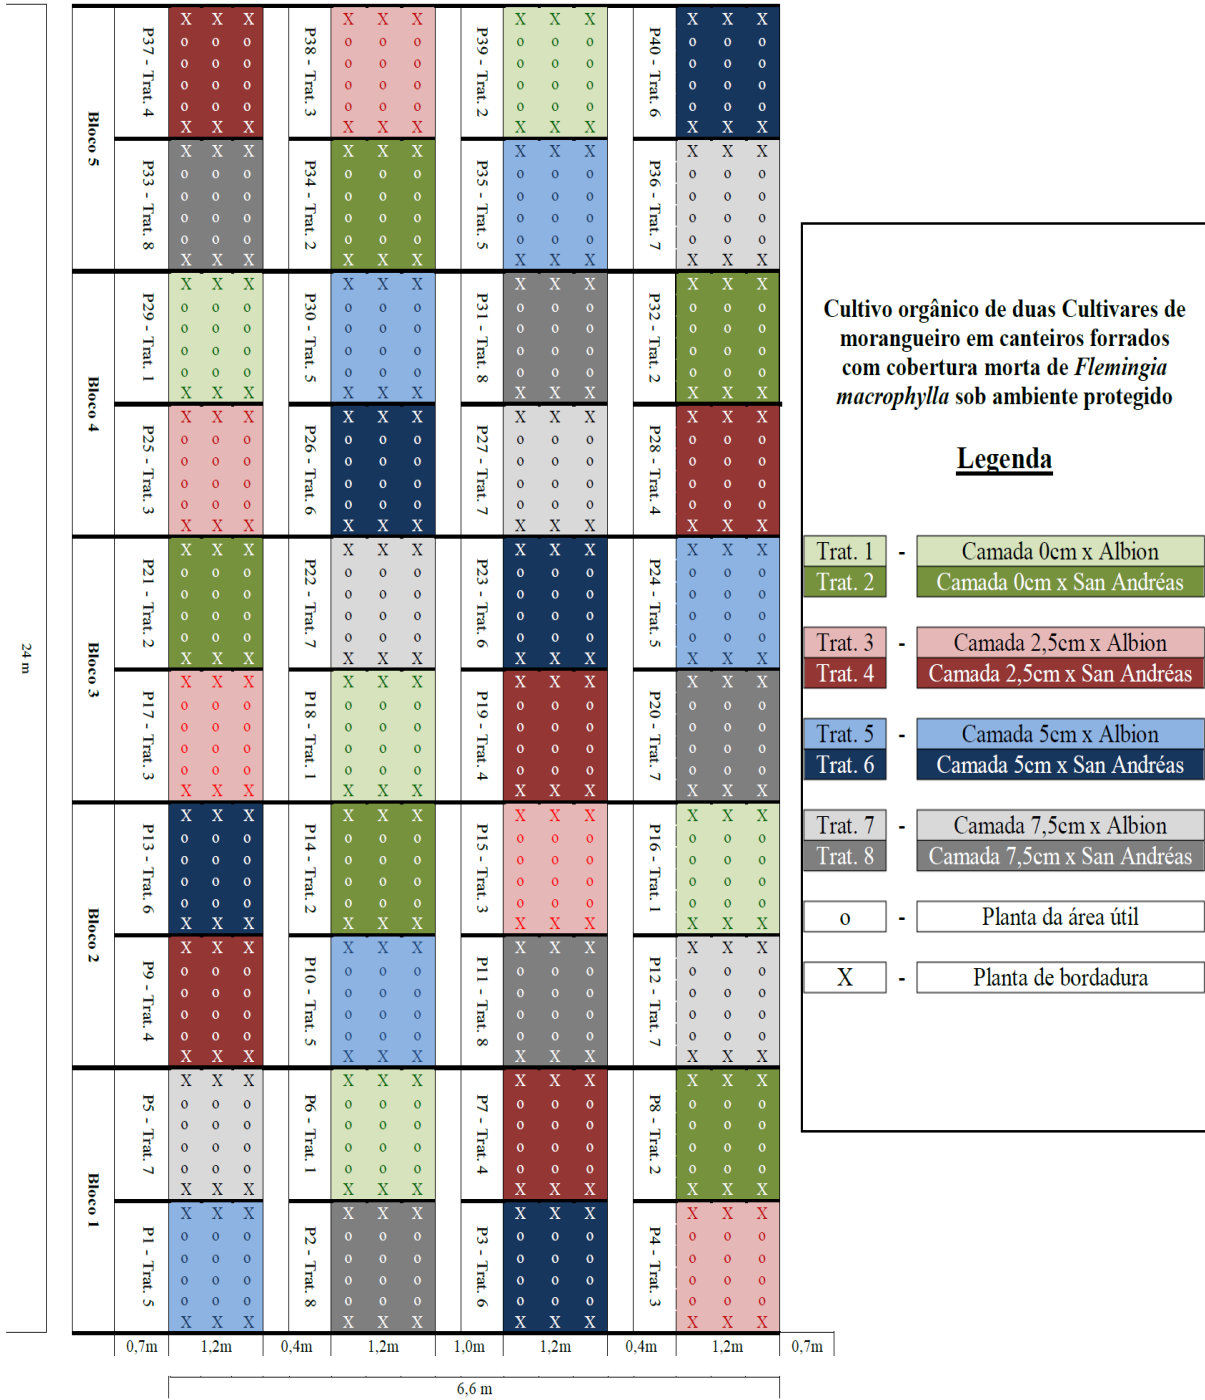 24 m
Bloco 5
P37 - Trat. 4
P38 - Trat. 3
P39 - Trat. 2
P40 - Trat. 6
X X X X X X X X X X X X
o o o o o o o o o o o o
o o o o o o o o o o o o
o o o o o o o o o o o o
o o o o o o o o o o o o
X X X X X X X X X X X X
P33 - Trat. 8
P34 - Trat. 2
P35 - Trat. 5
P36 - Trat. 7
X X X X X X X X X X X X
o o o o o o o o o o o o
o o o o o o o o o o o o
o o o o o o o o o o o o
o o o o o o o o o o o o
X X X X X X X X X X X X
Bloco 4
P29 - Trat. 1
P30 - Trat. 5
P31 - Trat. 8
P32 - Trat. 2
X X X X X X X X X X X X
o o o o o o o o o o o o
o o o o o o o o o o o o
o o o o o o o o o o o o
o o o o o o o o o o o o
X X X X X X X X X X X X
P25 - Trat. 3
P26 - Trat. 6
P27 - Trat. 7
P28 - Trat. 4
X X X X X X X X X X X X
o o o o o o o o o o o o
o o o o o o o o o o o o
o o o o o o o o o o o o
o o o o o o o o o o o o
X X X X X X X X X X X X
Bloco 3
P21 - Trat. 2
P22 - Trat. 7
P23 - Trat. 6
P24 - Trat. 5
X X X X X X X X X X X X
o o o o o o o o o o o o
o o o o o o o o o o o o
o o o o o o o o o o o o
o o o o o o o o o o o o
X X X X X X X X X X X X
P17 - Trat. 3
P18 - Trat. 1
P19 - Trat. 4
P20 - Trat. 7
X X X X X X X X X X X X
o o o o o o o o o o o o
o o o o o o o o o o o o
o o o o o o o o o o o o
o o o o o o o o o o o o
X X X X X X X X X X X X
Bloco 2
P13 - Trat. 6
P14 - Trat. 2
P15 - Trat. 3
P16 - Trat. 1
X X X X X X X X X X X X
o o o o o o o o o o o o
o o o o o o o o o o o o
o o o o o o o o o o o o
o o o o o o o o o o o o
X X X X X X X X X X X X
P9 - Trat. 4
P10 - Trat. 5
P11 - Trat. 8
P12 - Trat. 7
X X X X X X X X X X X X
o o o o o o o o o o o o
o o o o o o o o o o o o
o o o o o o o o o o o o
o o o o o o o o o o o o
X X X X X X X X X X X X
Bloco 1
P5 - Trat. 7
P6 - Trat. 1
P7 - Trat. 4
P8 - Trat. 2
X X X X X X X X X X X X
o o o o o o o o o o o o
o o o o o o o o o o o o
o o o o o o o o o o o o
o o o o o o o o o o o o
X X X X X X X X X X X X
P1 - Trat. 5
P2 - Trat. 8
P3 - Trat. 6
P4 - Trat. 3
X X X X X X X X X X X X
o o o o o o o o o o o o
o o o o o o o o o o o o
o o o o o o o o o o o o
o o o o o o o o o o o o
X X X X X X X X X X X X
0,7m 1,2m 0,4m 1,2m 1,0m 1,2m 0,4m 1,2m 0,7m
6,6 m
Cultivo orgânico de duas Cultivares de
morangueiro em canteiros forrados
com cobertura morta de Flemingia
macrophylla sob ambiente protegido
Legenda
Trat. 1 - Camada 0cm x Albion
Trat. 2 Camada 0cm x San Andréas
Trat. 3 - Camada 2,5cm x Albion
Trat. 4 Camada 2,5cm x San Andréas
Trat. 5 - Camada 5cm x Albion
Trat. 6 Camada 5cm x San Andréas
Trat. 7 - Camada 7,5cm x Albion
Trat. 8 Camada 7,5cm x San Andréas
o - Planta da área útil
X - Planta de bordadura